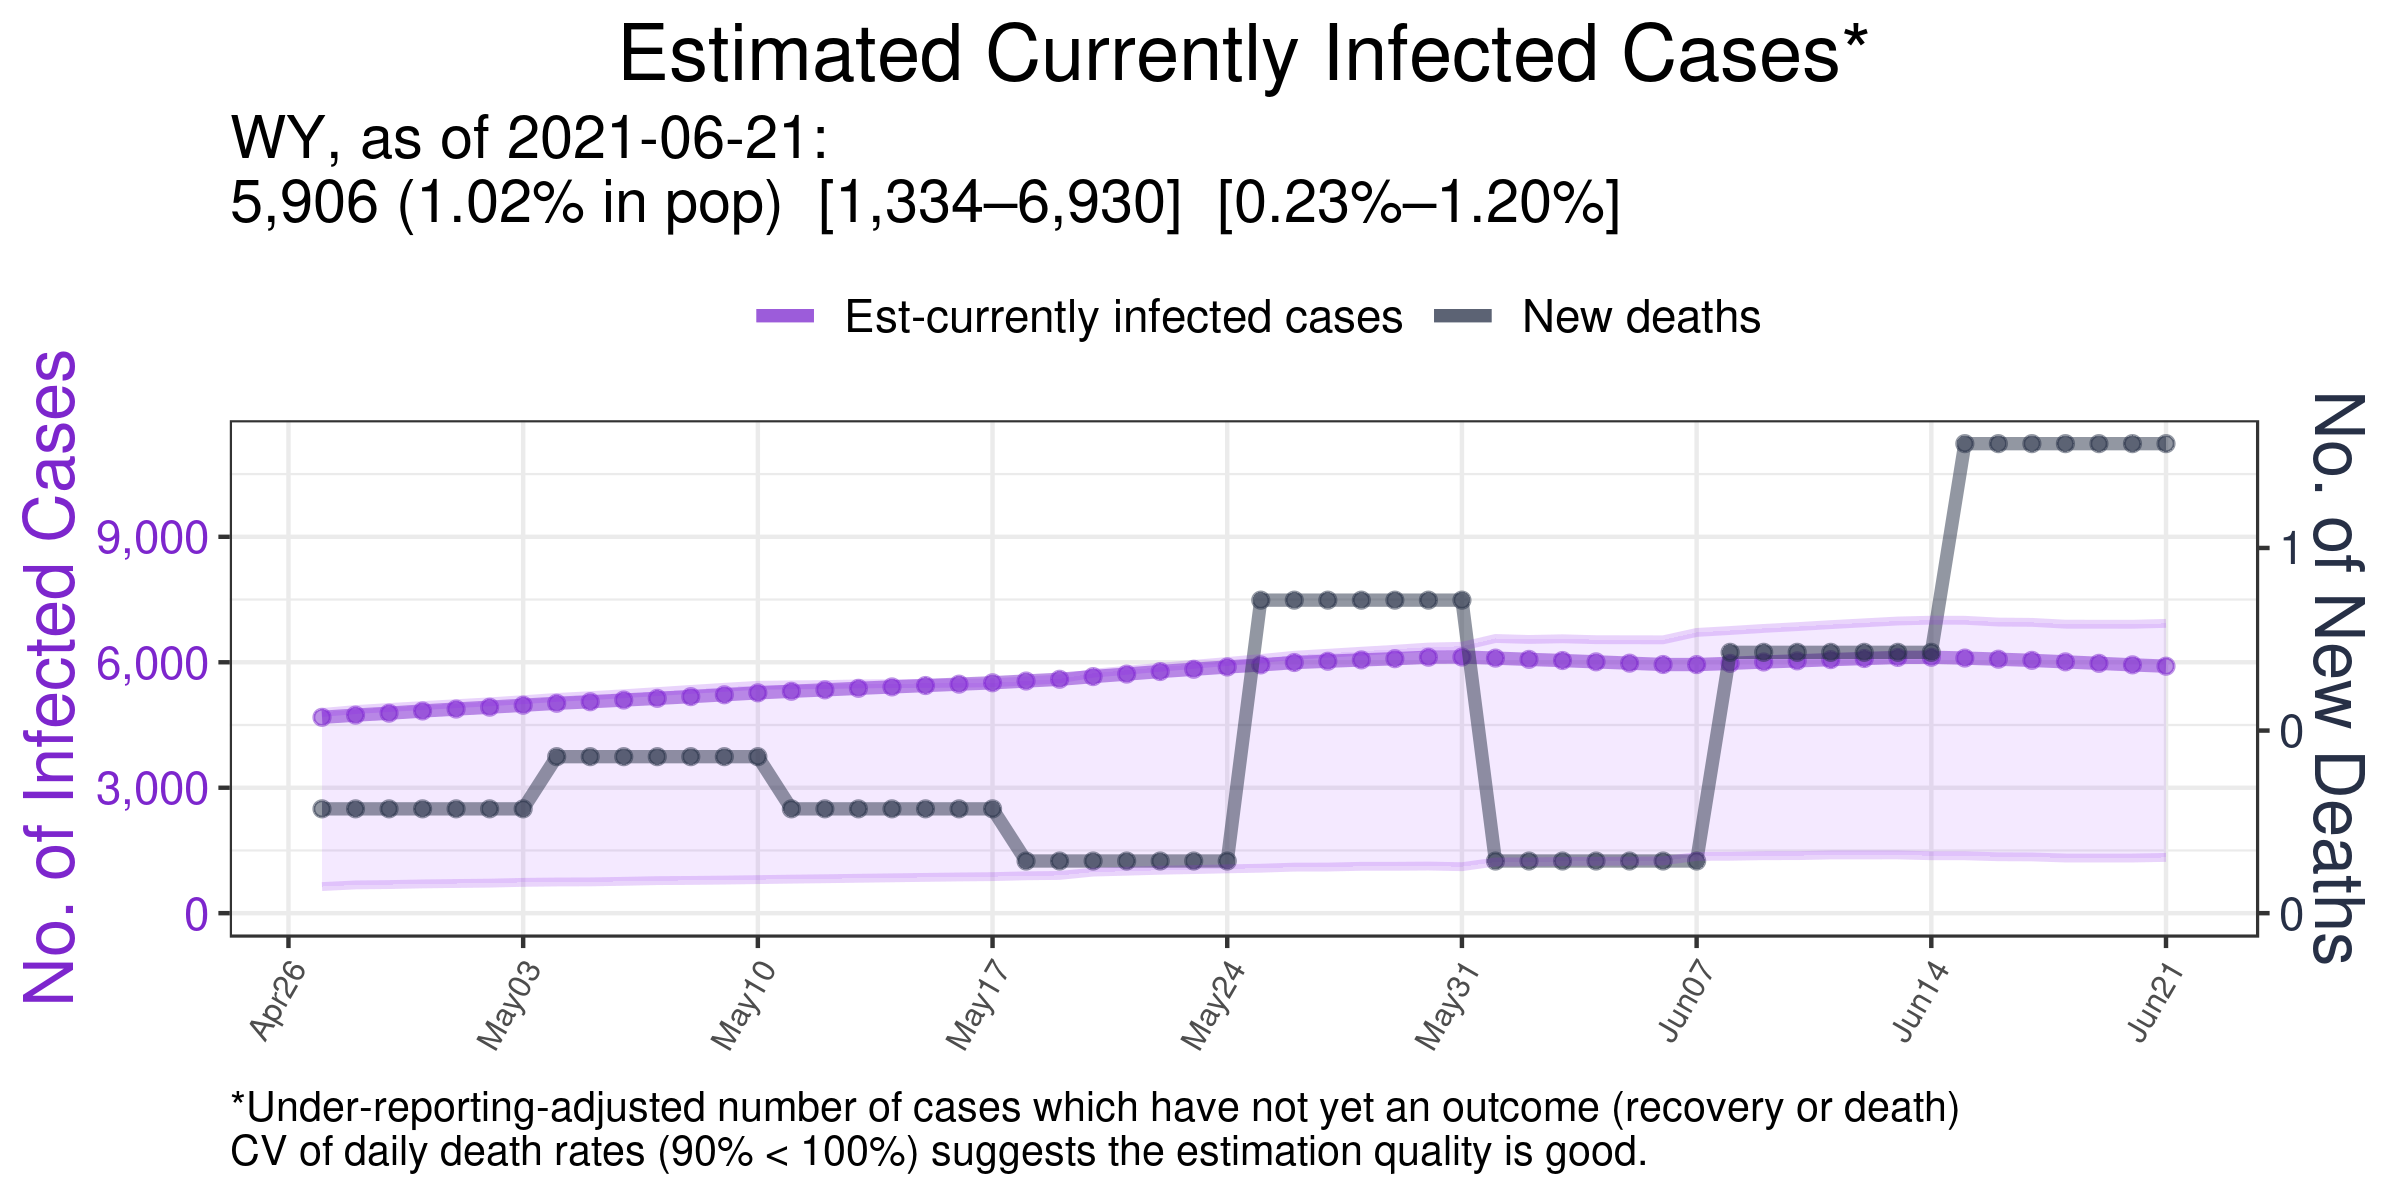 Estimated Currently Infected Cases*
WY, as of 2021-06-21:
5,906 (1.02% in pop)  [1,334–6,930]  [0.23%–1.20%]
Est-currently infected cases
New deaths
No. of Infected Cases
9,000
6,000
3,000
0
1
0
0
No. of New Deaths
Apr26
May03
May10
May17
May24
May31
Jun07
Jun14
Jun21
*Under-reporting-adjusted number of cases which have not yet an outcome (recovery or death)
CV of daily death rates (90% < 100%) suggests the estimation quality is good.